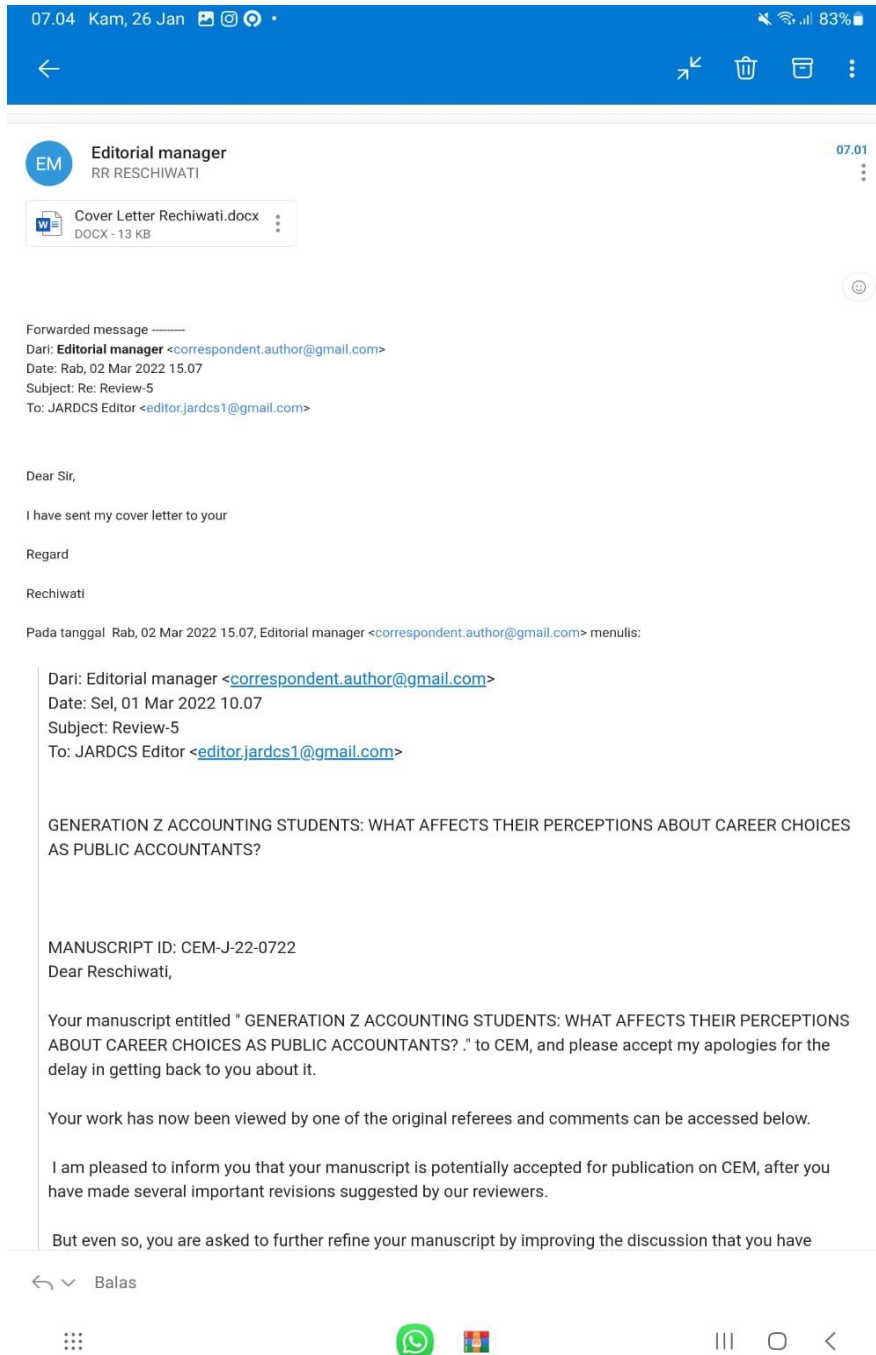 07.04 Kam, 26 Jan
83%
EM
Editorial manager
07.01
RR RESCHIWATI
Cover Letter Rechiwati.docx
DOCX - 13 KB
Forwarded message ---------
Dari: Editorial manager <correspondent.author@gmail.com>
Date: Rab, 02 Mar 2022 15.07
Subject: Re: Review-5
To: JARDCS Editor <editor.jardcs1@gmail.com>
Dear Sir,
I have sent my cover letter to your
Regard
Rechiwati
Pada tanggal Rab, 02 Mar 2022 15.07, Editorial manager <correspondent.author@gmail.com> menulis:
Dari: Editorial manager <correspondent.author@gmail.com>
Date: Sel, 01 Mar 2022 10.07
Subject: Review-5
To: JARDCS Editor <editor.jardcs1@gmail.com>
GENERATION Z ACCOUNTING STUDENTS: WHAT AFFECTS THEIR PERCEPTIONS ABOUT CAREER CHOICES
AS PUBLIC ACCOUNTANTS?
MANUSCRIPT ID: CEM-J-22-0722
Dear Reschiwati,
Your manuscript entitled " GENERATION Z ACCOUNTING STUDENTS: WHAT AFFECTS THEIR PERCEPTIONS
ABOUT CAREER CHOICES AS PUBLIC ACCOUNTANTS? ." to CEM, and please accept my apologies for the
delay in getting back to you about it.
Your work has now been viewed by one of the original referees and comments can be accessed below.
I am pleased to inform you that your manuscript is potentially accepted for publication on CEM, after you
have made several important revisions suggested by our reviewers.
But even so, you are asked to further refine your manuscript by improving the discussion that you have
Balas